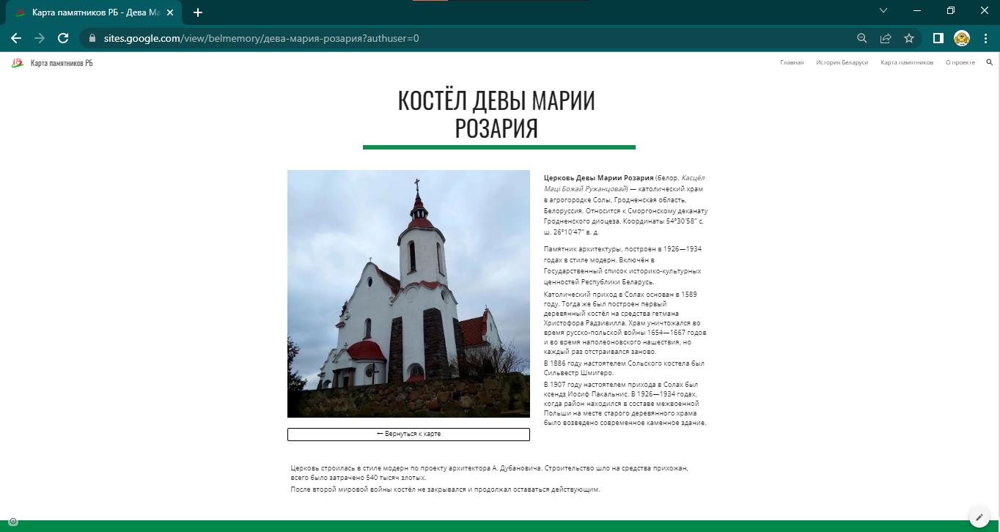 Карта памятников РБ - Дева Ма
sites.google.com/view/belmemory/дева-мария-розария?authuser=0
Карта памятников РБ
Главная
История Беларуси
Карта памятников
О проекте
КОСТЁЛ ДЕВЫ МАРИИ
РОЗАРИЯ
Церковь Девы Марии Розария (белор. Касцёл
Маці Божай Ружанцовай) — католический храм
в агрогородке Солы, Гродненская область,
Белоруссия. Относится к Сморгонскому деканату
Гродненского диоцеза. Координаты 54°30′58″ с.
ш. 26°10′47″ в. д.
Памятник архитектуры, построен в 1926—1934
годах в стиле модерн. Включён в
Государственный список историко-культурных
ценностей Республики Беларусь.
Католический приход в Солах основан в 1589
году. Тогда же был построен первый
деревянный костёл на средства гетмана
Христофора Радзивилла. Храм уничтожался во
время русско-польской войны 1654—1667 годов
и во время наполеоновского нашествия, но
каждый раз отстраивался заново.
В 1886 году настоятелем Сольского костела был
Сильвестр Шмигеро.
В 1907 году настоятелем прихода в Солах был
ксендз Иосиф Пакальнис. В 1926—1934 годах,
когда район находился в составе межвоенной
Польши на месте старого деревянного храма
было возведено современное каменное здание.
← Вернуться к карте
Церковь строилась в стиле модерн по проекту архитектора А. Дубановича. Строительство шло на средства прихожан,
всего было затрачено 540 тысяч злотых.
После второй мировой войны костёл не закрывался и продолжал оставаться действующим.